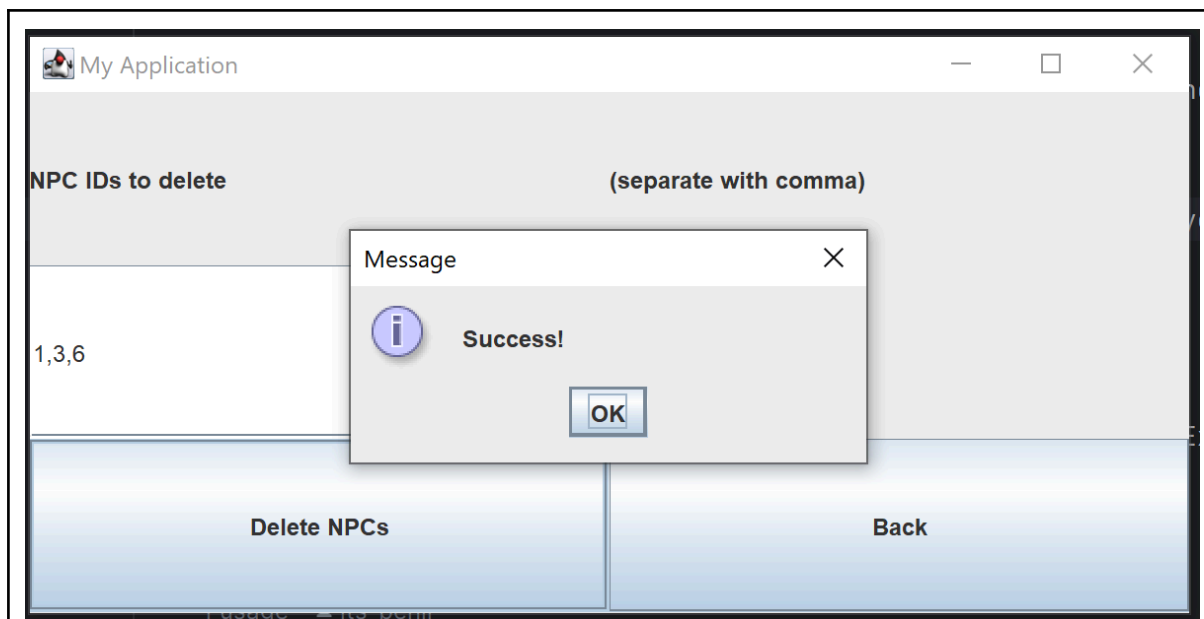 My Application
NPC IDs to delete
(separate with comma)
Message
Success!
1,3,6
OK
Delete NPCs
Back